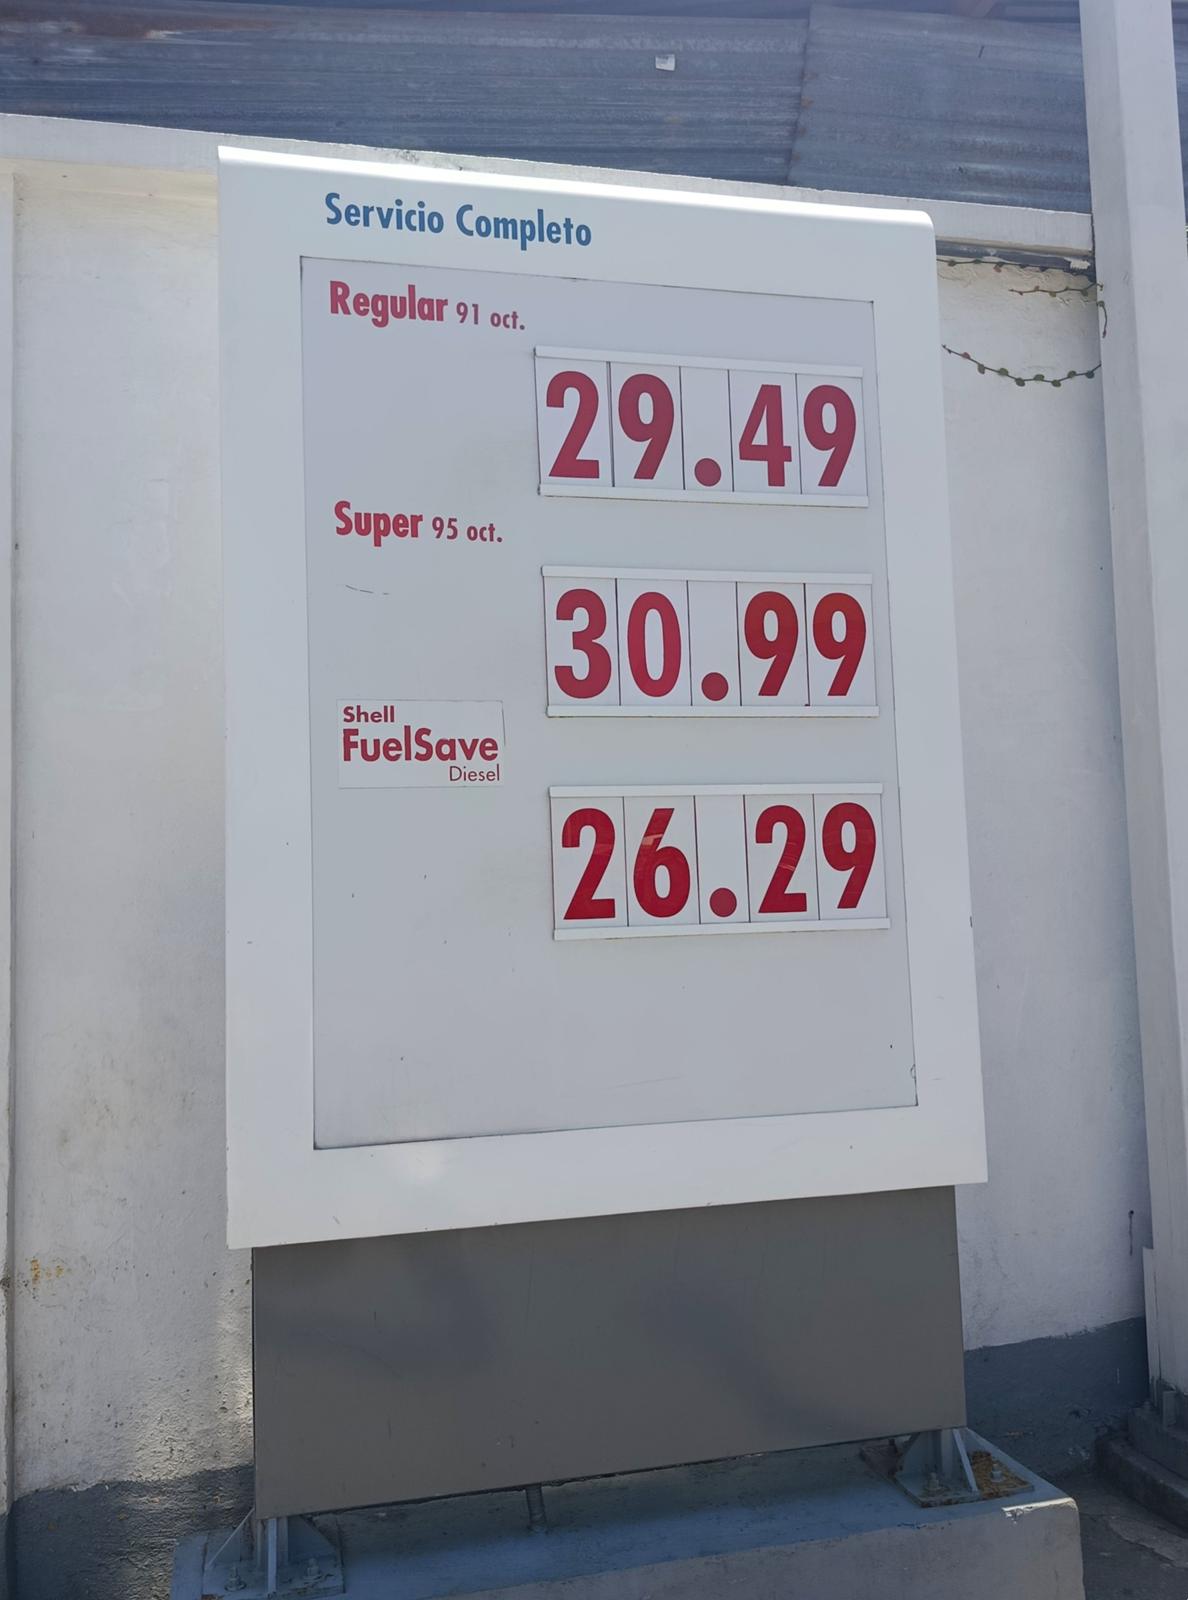 Servicio Completo
Regular 91 oct.
29.49
Super 95 oct.
30.99
Shell
FuelSave
Diesel
26.29